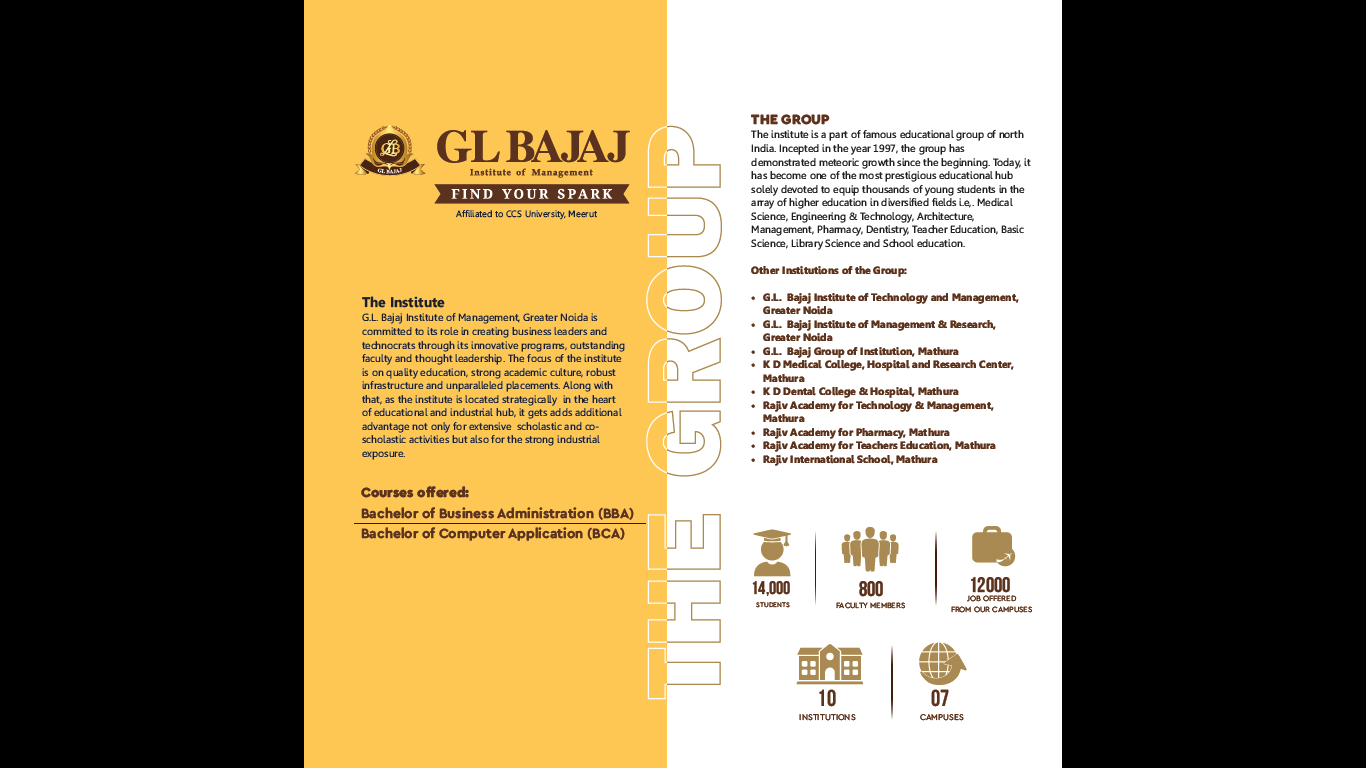 GL BAJAJ
GL BAJAJ
Institute of Management
FIND YOUR SPARK
Affiliated to CCS University, Meerut
The Institute
G.L. Bajaj Institute of Management, Greater Noida is
committed to its role in creating business leaders and
technocrats through its innovative programs, outstanding
faculty and thought leadership. The focus of the institute
is on quality education, strong academic culture, robust
infrastructure and unparalleled placements. Along with
that, as the institute is located strategically in the heart
of educational and industrial hub, it gets adds additional
advantage not only for extensive scholastic and co-
scholastic activities but also for the strong industrial
exposure.
Courses offered:
Bachelor of Business Administration (BBA)
Bachelor of Computer Application (BCA)
THE GROUP
THE GROUP
The institute is a part of famous educational group of north
India. Incepted in the year 1997, the group has
demonstrated meteoric growth since the beginning. Today, it
has become one of the most prestigious educational hub
solely devoted to equip thousands of young students in the
array of higher education in diversified fields i.e,. Medical
Science, Engineering & Technology, Architecture,
Management, Pharmacy, Dentistry, Teacher Education, Basic
Science, Library Science and School education.
Other Institutions of the Group:
• G.L. Bajaj Institute of Technology and Management,
Greater Noida
• G.L. Bajaj Institute of Management & Research,
Greater Noida
• G.L. Bajaj Group of Institution, Mathura
• K D Medical College, Hospital and Research Center,
Mathura
• K D Dental College & Hospital, Mathura
• Rajiv Academy for Technology & Management,
Mathura
• Rajiv Academy for Pharmacy, Mathura
• Rajiv Academy for Teachers Education, Mathura
• Rajiv International School, Mathura
14,000
STUDENTS
800
FACULTY MEMBERS
12000
JOB OFFERED
FROM OUR CAMPUSES
10
INSTITUTIONS
07
CAMPUSES